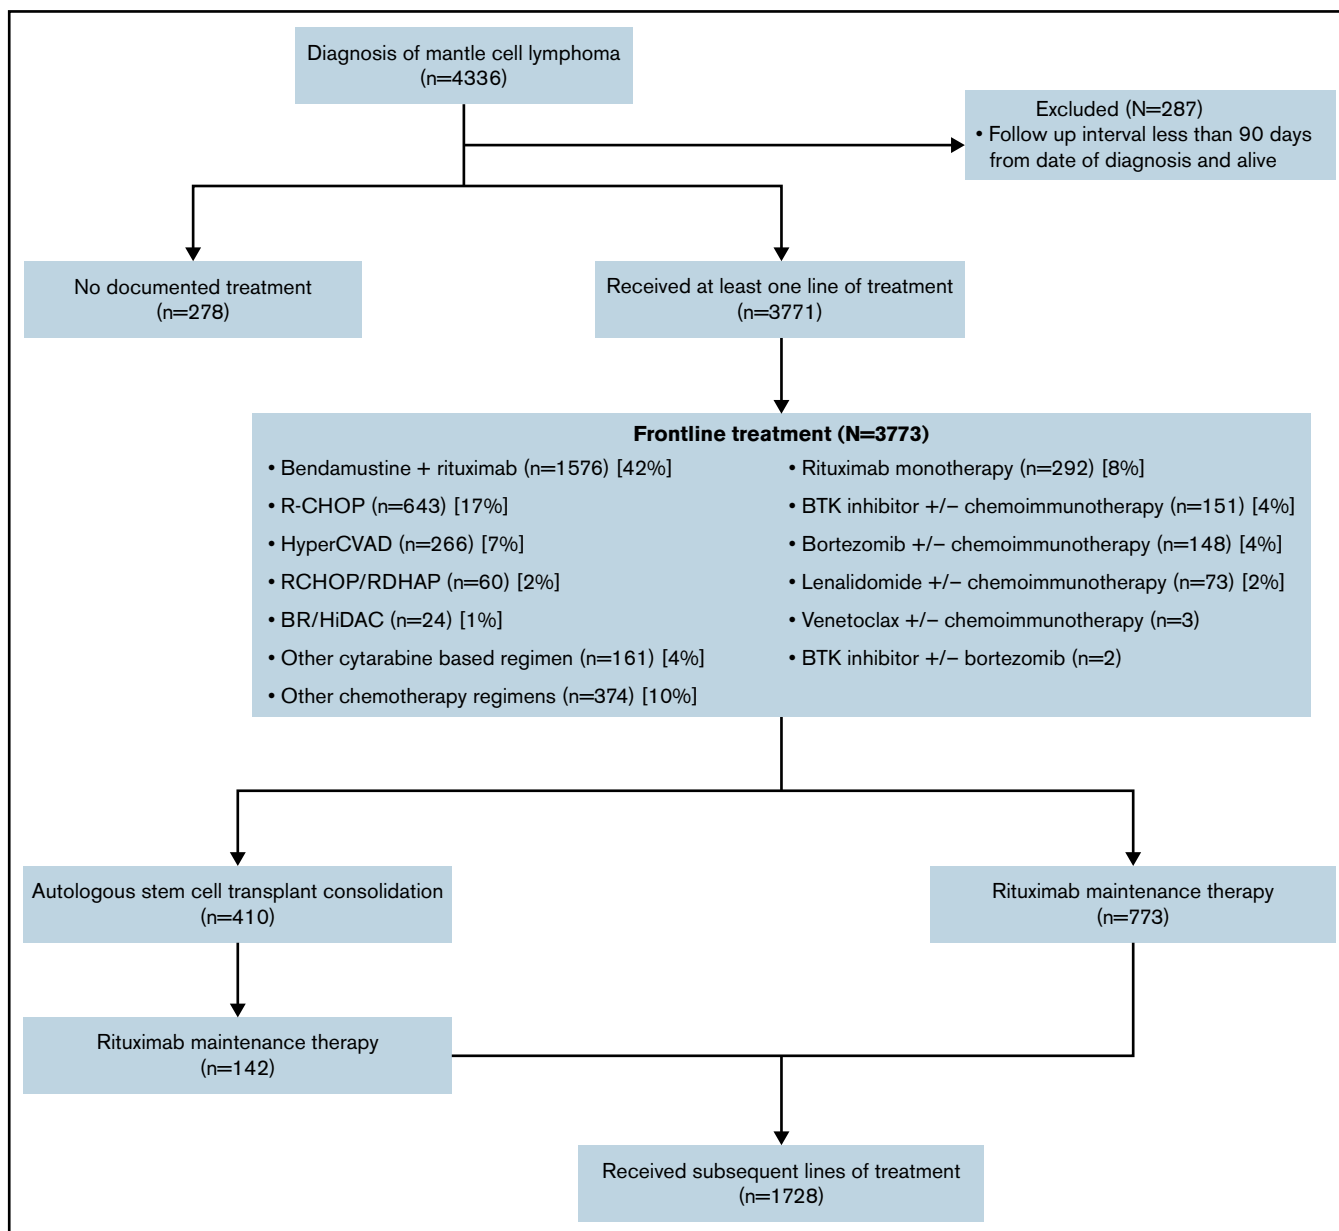 Diagnosis of mantle cell lymphoma
(n=4336)
Excluded (N=287)
• Follow up interval less than 90 days
from date of diagnosis and alive
No documented treatment
(n=278)
Received at least one line of treatment
(n=3771)
Frontline treatment (N=3773)
• Bendamustine + rituximab (n=1576) [42%]
• R-CHOP (n=643) [17%]
• HyperCVAD (n=266) [7%]
• RCHOP/RDHAP (n=60) [2%]
• BR/HiDAC (n=24) [1%]
• Other cytarabine based regimen (n=161) [4%]
• Other chemotherapy regimens (n=374) [10%]
• Rituximab monotherapy (n=292) [8%]
• BTK inhibitor +/– chemoimmunotherapy (n=151) [4%]
• Bortezomib +/– chemoimmunotherapy (n=148) [4%]
• Lenalidomide +/– chemoimmunotherapy (n=73) [2%]
• Venetoclax +/– chemoimmunotherapy (n=3)
• BTK inhibitor +/– bortezomib (n=2)
Autologous stem cell transplant consolidation
(n=410)
Rituximab maintenance therapy
(n=773)
Rituximab maintenance therapy
(n=142)
Received subsequent lines of treatment
(n=1728)